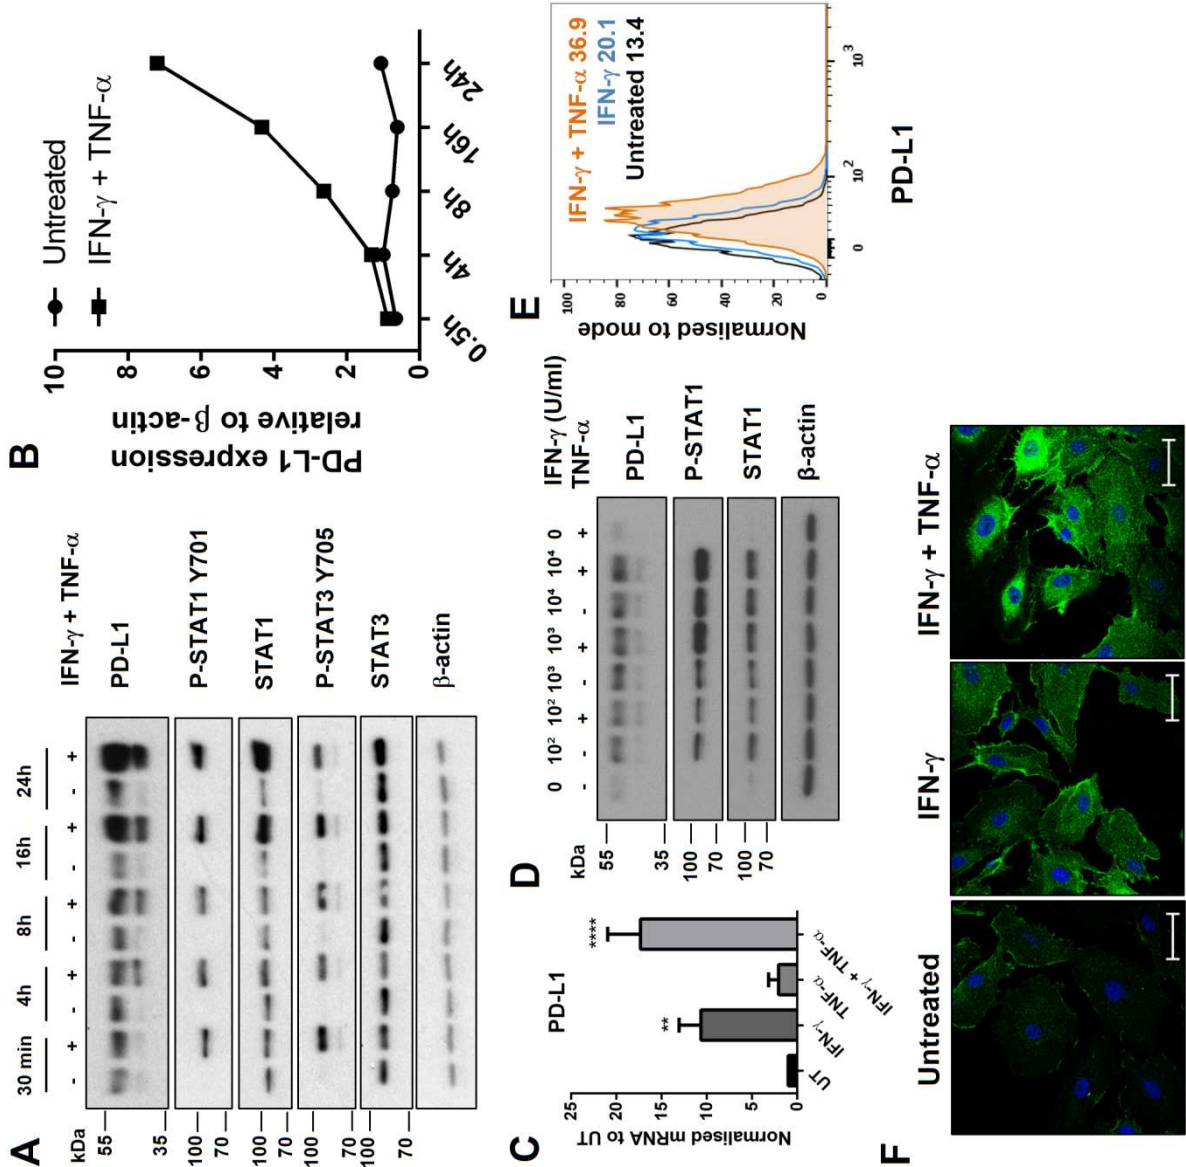 A
30 min 4h 8h 16h 24h
kDa - + - + - + - + - + IFN-γ + TNF-α
55
35
PD-L1
100
70
P-STAT1 Y701
100
70
STAT1
100
70
P-STAT3 Y705
100
70
STAT3
β-actin
B
PD-L1 expression
relative to β-actin
10
8
6
4
2
0
0.5h 4h 8h 16h 24h
Untreated
IFN-γ + TNF-α
C
PD-L1
Normalised mRNA to UT
25
20
15
10
5
0
**
****
UT
IFN-γ
TNF-α
IFN-γ + TNF-α
D
0 10² 10² 10³ 10³ 10⁴ 10⁴ 0 IFN-γ (U/ml)
kDa - - + - + - + + TNF-α
55
35
PD-L1
100
70
P-STAT1
100
70
STAT1
β-actin
E
Normalised to mode
100
80
60
40
20
0
0 10² 10³
PD-L1
IFN-γ + TNF-α 36.9
IFN-γ 20.1
Untreated 13.4
F
Untreated
IFN-γ
IFN-γ + TNF-α